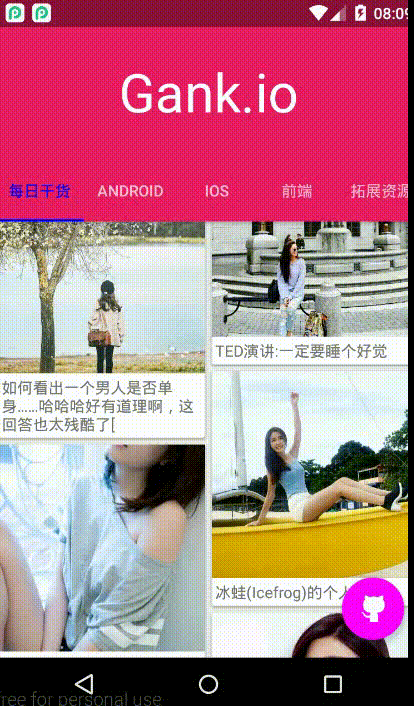 08:09
Gank.io
每日干货 ANDROID IOS 前端 拓展资源
如何看出一个男人是否单
身……哈哈哈好有道理啊，这
回答也太残酷了[
TED演讲:一定要睡个好觉
冰蛙(Icefrog)的个人
free for personal use